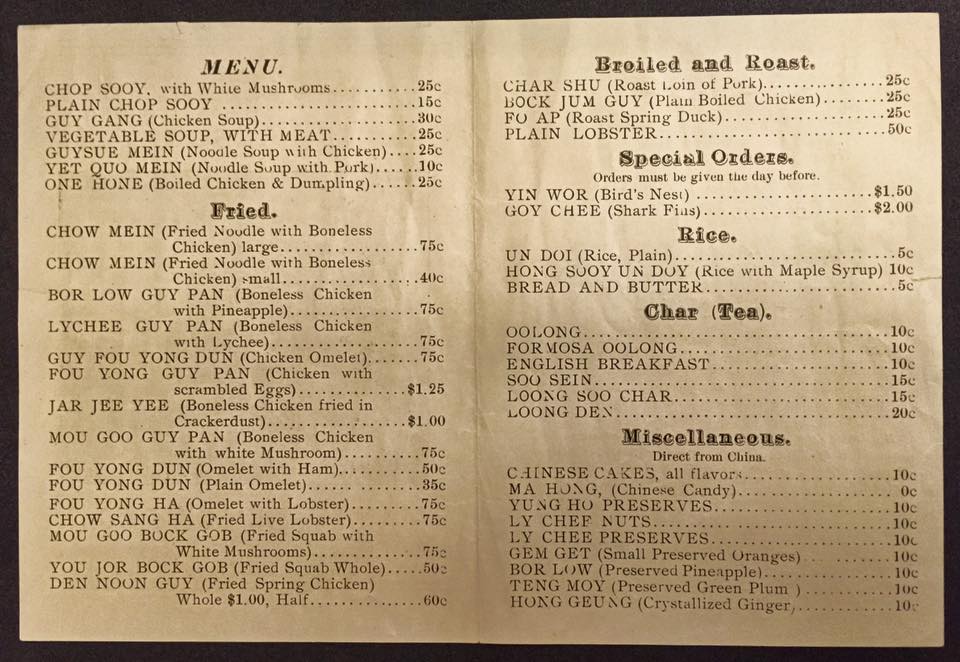 MENU.
CHOP SOOY, with White Mushrooms...........25c
PLAIN CHOP SOOY .......................15c
GUY GANG (Chicken Soup)...................30c
VEGETABLE SOUP, WITH MEAT..........25c
GUYSUE MEIN (Noodle Soup with Chicken)....25c
YET QUO MEIN (Noodle Soup with Pork)......10c
ONE HONE (Boiled Chicken & Dumpling)......25c
Fried.
CHOW MEIN (Fried Noodle with Boneless
Chicken) large.................75c
CHOW MEIN (Fried Noodle with Boneless
Chicken) small.................40c
BOR LOW GUY PAN (Boneless Chicken
with Pineapple)................75c
LYCHEE GUY PAN (Boneless Chicken
with Lychee)...................75c
GUY FOU YONG DUN (Chicken Omelet).......75c
FOU YONG GUY PAN (Chicken with
scrambled Eggs)..............$1.25
JAR JEE YEE (Boneless Chicken fried in
Crackerdust)..................$1.00
MOU GOO GUY PAN (Boneless Chicken
with white Mushroom).........75c
FOU YONG DUN (Omelet with Ham)..........50c
FOU YONG DUN (Plain Omelet)..............35c
FOU YONG HA (Omelet with Lobster)........75c
CHOW SANG HA (Fried Live Lobster).........75c
MOU GOO BOCK GOB (Fried Squab with
White Mushrooms).............75c
YOU JOR BOCK GOB (Fried Squab Whole).....50c
DEN NOON GUY (Fried Spring Chicken)
Whole $1.00, Half..............60c
Broiled and Roast.
CHAR SHU (Roast Loin of Pork)...............25c
BOCK JUM GUY (Plain Boiled Chicken)........25c
FO AP (Roast Spring Duck)....................25c
PLAIN LOBSTER............................50c
Special Orders.
Orders must be given the day before.
YIN WOR (Bird's Nest) .....................$1.50
GOY CHEE (Shark Fins).....................$2.00
Rice.
UN DOI (Rice, Plain)...........................5c
HONG SOOY UN DOY (Rice with Maple Syrup) 10c
BREAD AND BUTTER.......................5c
Char (Tea).
OOLONG.....................................10c
FORMOSA OOLONG.........................10c
ENGLISH BREAKFAST......................10c
SOO SEIN....................................15c
LOONG SOO CHAR..........................15c
LOONG DEN.................................20c
Miscellaneous.
Direct from China.
CHINESE CAKES, all flavors..................10c
MA HONG, (Chinese Candy)................... 0c
YUNG HO PRESERVES.......................10c
LY CHEE NUTS..............................10c
LY CHEE PRESERVES.......................10c
GEM GET (Small Preserved Oranges) ..........10c
BOR LOW (Preserved Pineapple)...............10c
TENG MOY (Preserved Green Plum ) ..........10c
HONG GEUNG (Crystallized Ginger)............10c